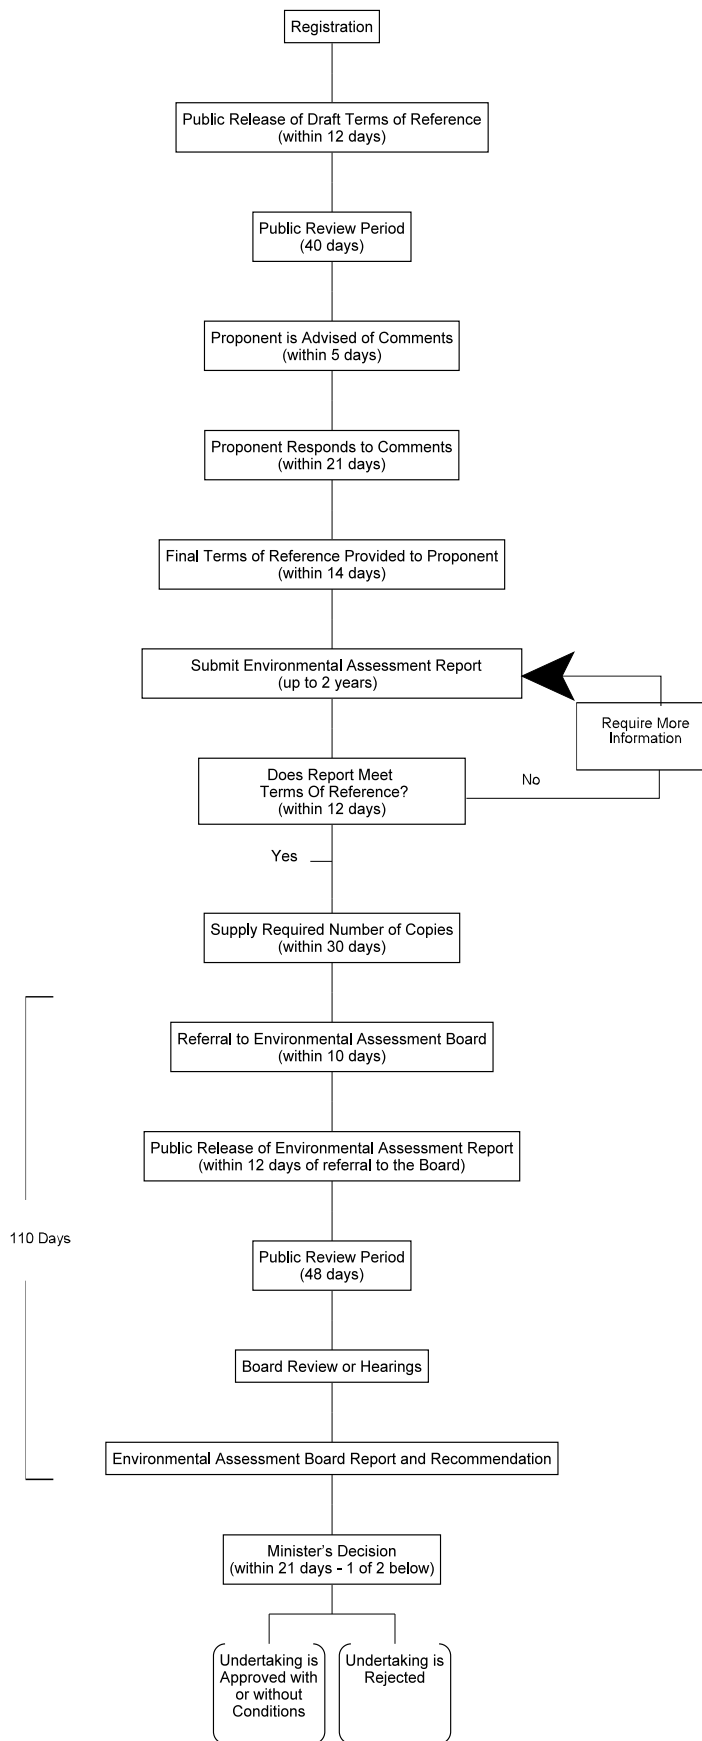 Registration
Public Release of Draft Terms of Reference
(within 12 days)
Public Review Period
(40 days)
Proponent is Advised of Comments
(within 5 days)
Proponent Responds to Comments
(within 21 days)
Final Terms of Reference Provided to Proponent
(within 14 days)
Submit Environmental Assessment Report
(up to 2 years)
Require More
Information
Does Report Meet
Terms Of Reference?
(within 12 days)
No
Yes
Supply Required Number of Copies
(within 30 days)
Referral to Environmental Assessment Board
(within 10 days)
Public Release of Environmental Assessment Report
(within 12 days of referral to the Board)
110 Days
Public Review Period
(48 days)
Board Review or Hearings
Environmental Assessment Board Report and Recommendation
Minister's Decision
(within 21 days - 1 of 2 below)
Undertaking is
Approved with
or without
Conditions
Undertaking is
Rejected